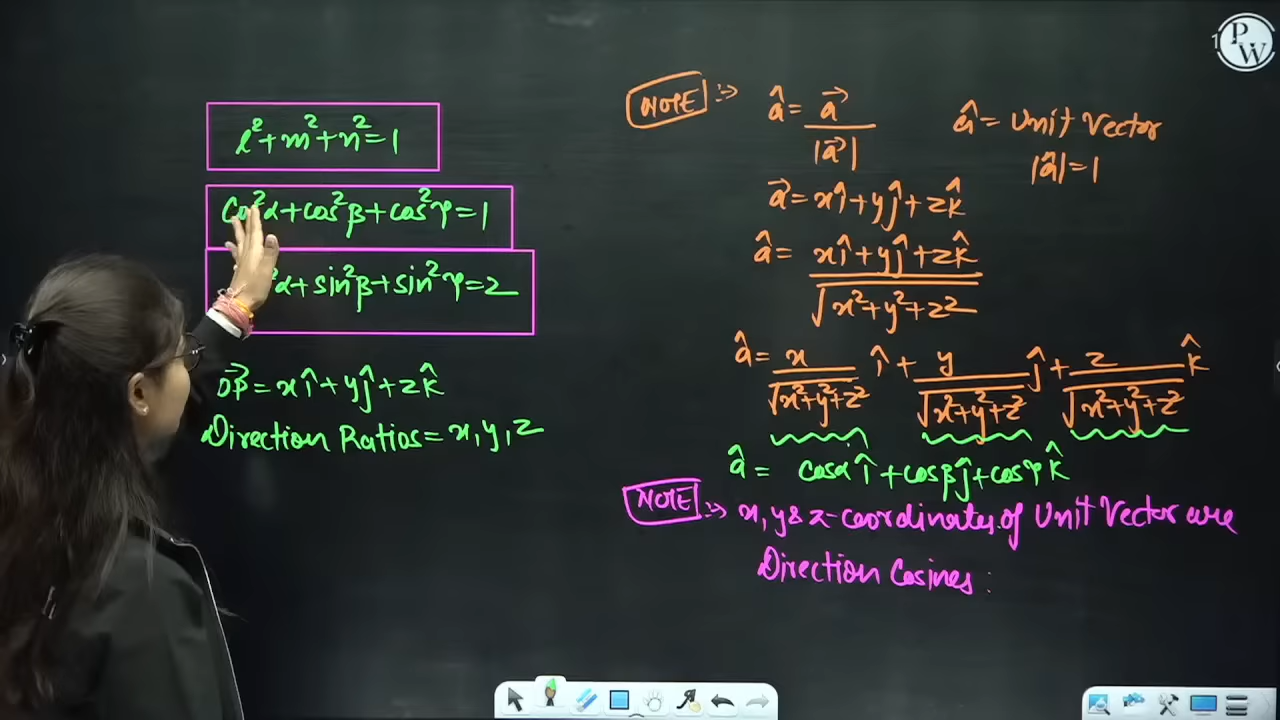 l²+m²+n²=1
cos²α+cos²β+cos²γ=1
²α+sin²β+sin²γ=2
OP⃗ = xî+yĵ+zk̂
Direction Ratios = x, y, z
NOTE :→ â = a⃗ / |a⃗|
â = Unit Vector
|â|=1
a⃗ = xî+yĵ+zk̂
â = xî+yĵ+zk̂ / √x²+y²+z²
â = x / √x²+y²+z² î + y / √x²+y²+z² ĵ + z / √x²+y²+z² k̂
â = cosα î + cosβ ĵ + cosγ k̂
NOTE :→ x, y & z-coordinates of Unit Vector are
Direction Cosines :
PW